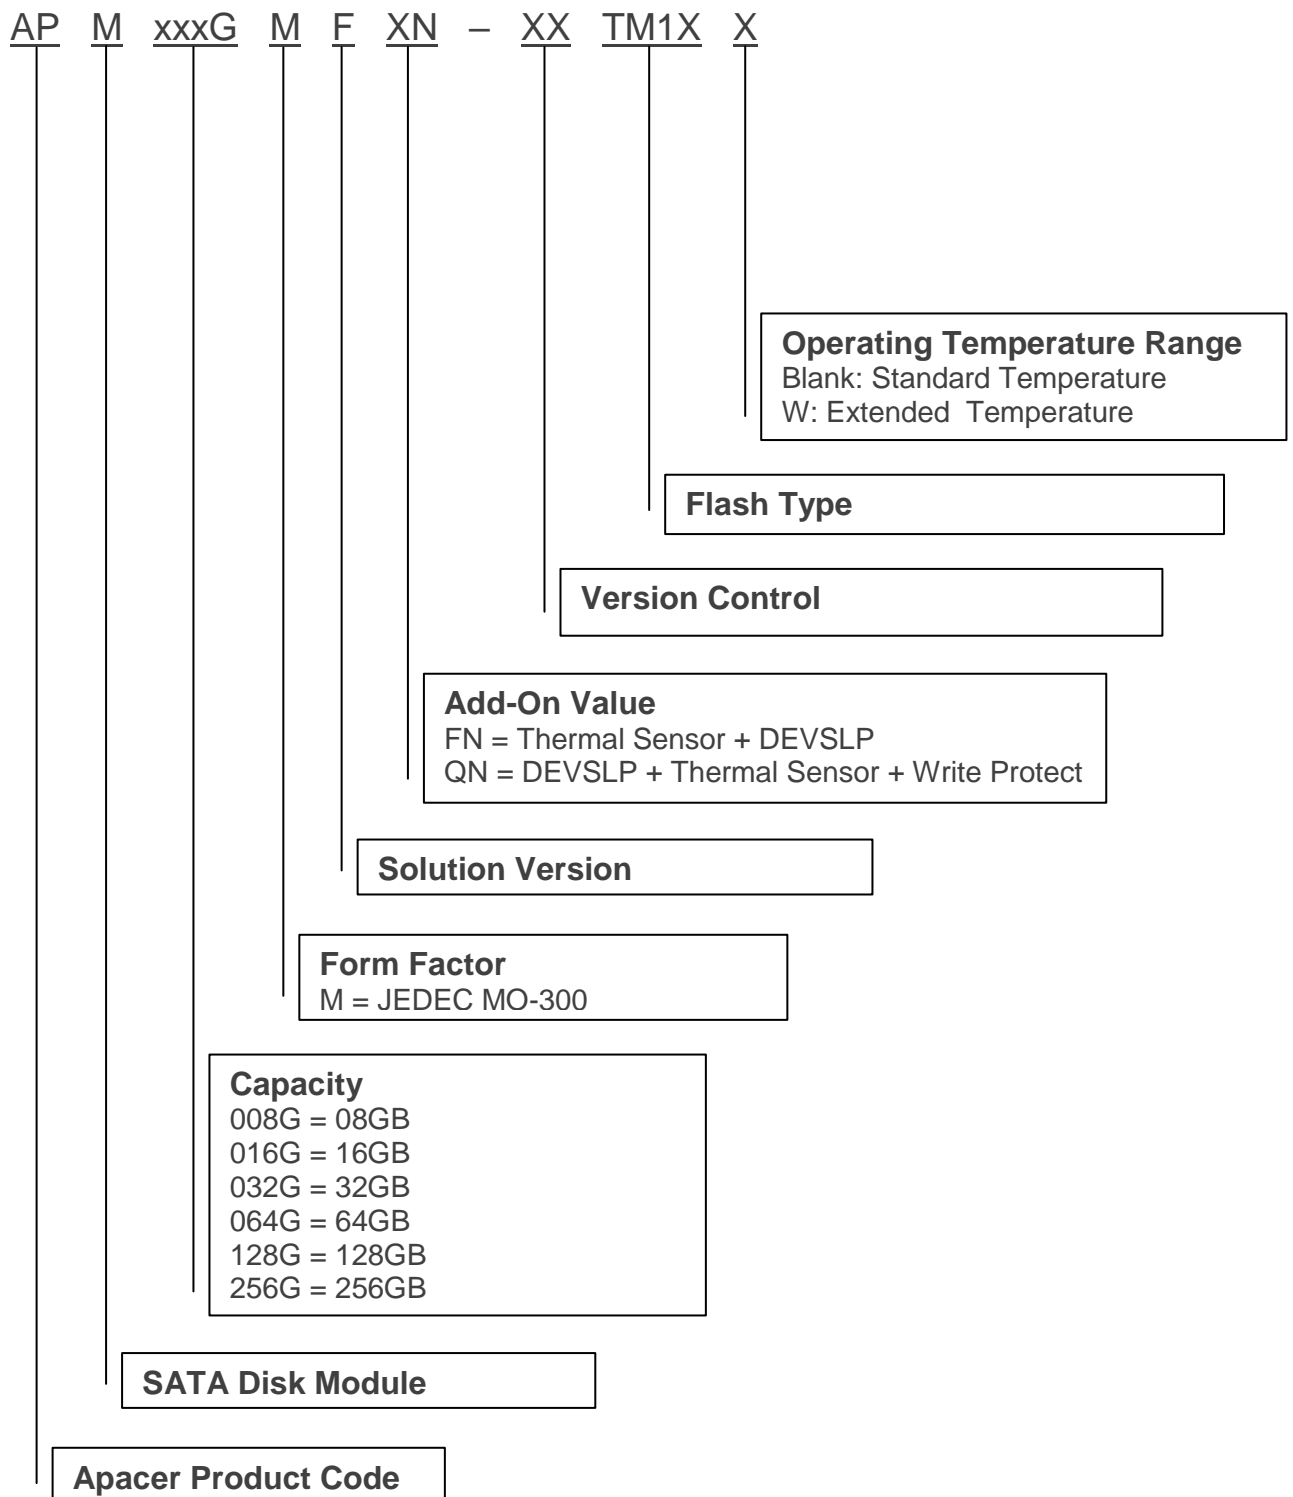 AP M xxxG M F XN – XX TM1X X
Operating Temperature Range
Blank: Standard Temperature
W: Extended Temperature
Flash Type
Version Control
Add-On Value
FN = Thermal Sensor + DEVSLP
QN = DEVSLP + Thermal Sensor + Write Protect
Solution Version
Form Factor
M = JEDEC MO-300
Capacity
008G = 08GB
016G = 16GB
032G = 32GB
064G = 64GB
128G = 128GB
256G = 256GB
SATA Disk Module
Apacer Product Code